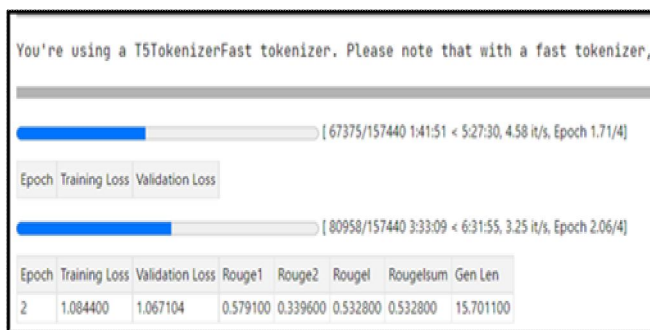 You're using a T5TokenizerFast tokenizer. Please note that with a fast tokenizer,
[ 67375/157440 1:41:51 < 5:27:30, 4.58 it/s, Epoch 1.71/4]
Epoch Training Loss Validation Loss
[ 80958/157440 3:33:09 < 6:31:55, 3.25 it/s, Epoch 2.06/4]
Epoch Training Loss Validation Loss Rouge1 Rouge2 Rougel Rougelsum Gen Len
2 1.084400 1.067104 0.579100 0.339600 0.532800 0.532800 15.701100